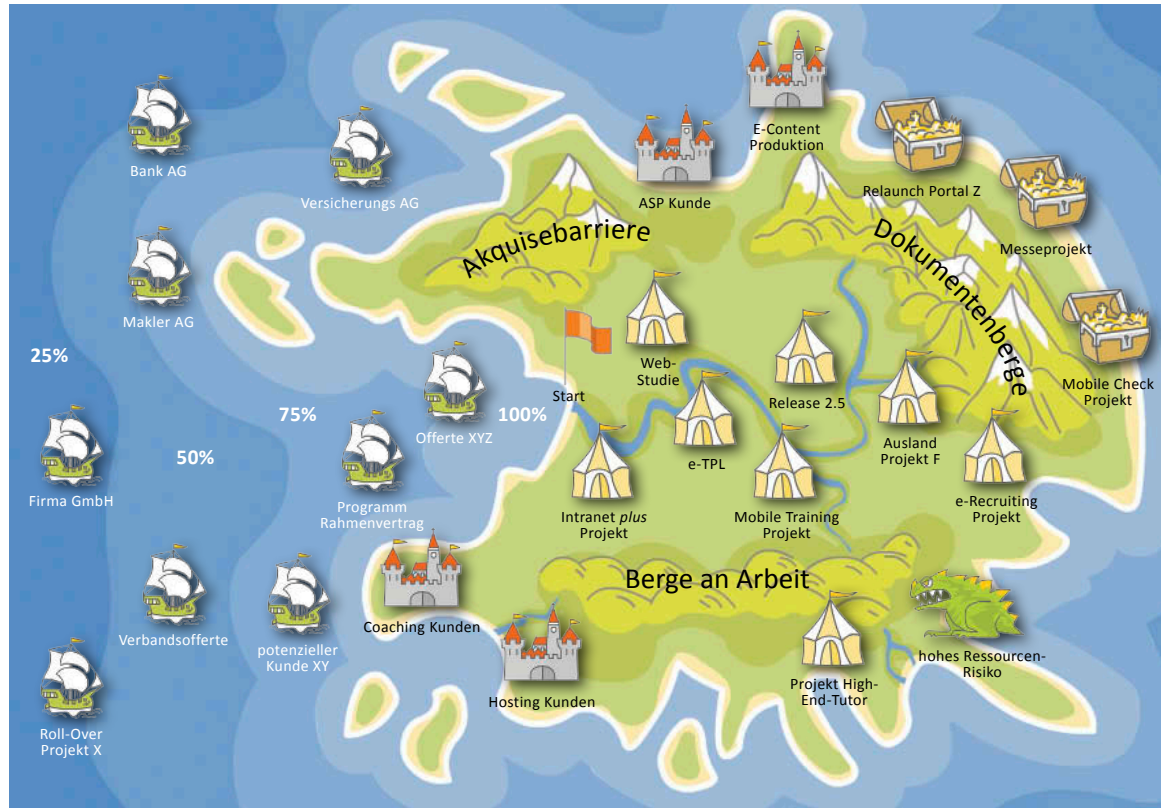 E-Content
Produktion
Bank AG
Versicherungs AG
ASP Kunde
Relaunch Portal Z
Messeprojekt
Akquisebarriere
Dokumentenberge
Makler AG
25%
Web-
Studie
Start
Release 2.5
Mobile Check
Projekt
75%
100%
Offerte XYZ
Ausland
Projekt F
50%
e-TPL
Firma GmbH
Programm
Rahmenvertrag
Intranet plus
Projekt
Mobile Training
Projekt
e-Recruiting
Projekt
Berge an Arbeit
Coaching Kunden
Verbandsofferte
potenzieller
Kunde XY
hohes Ressourcen-
Risiko
Hosting Kunden
Projekt High-
End-Tutor
Roll-Over
Projekt X